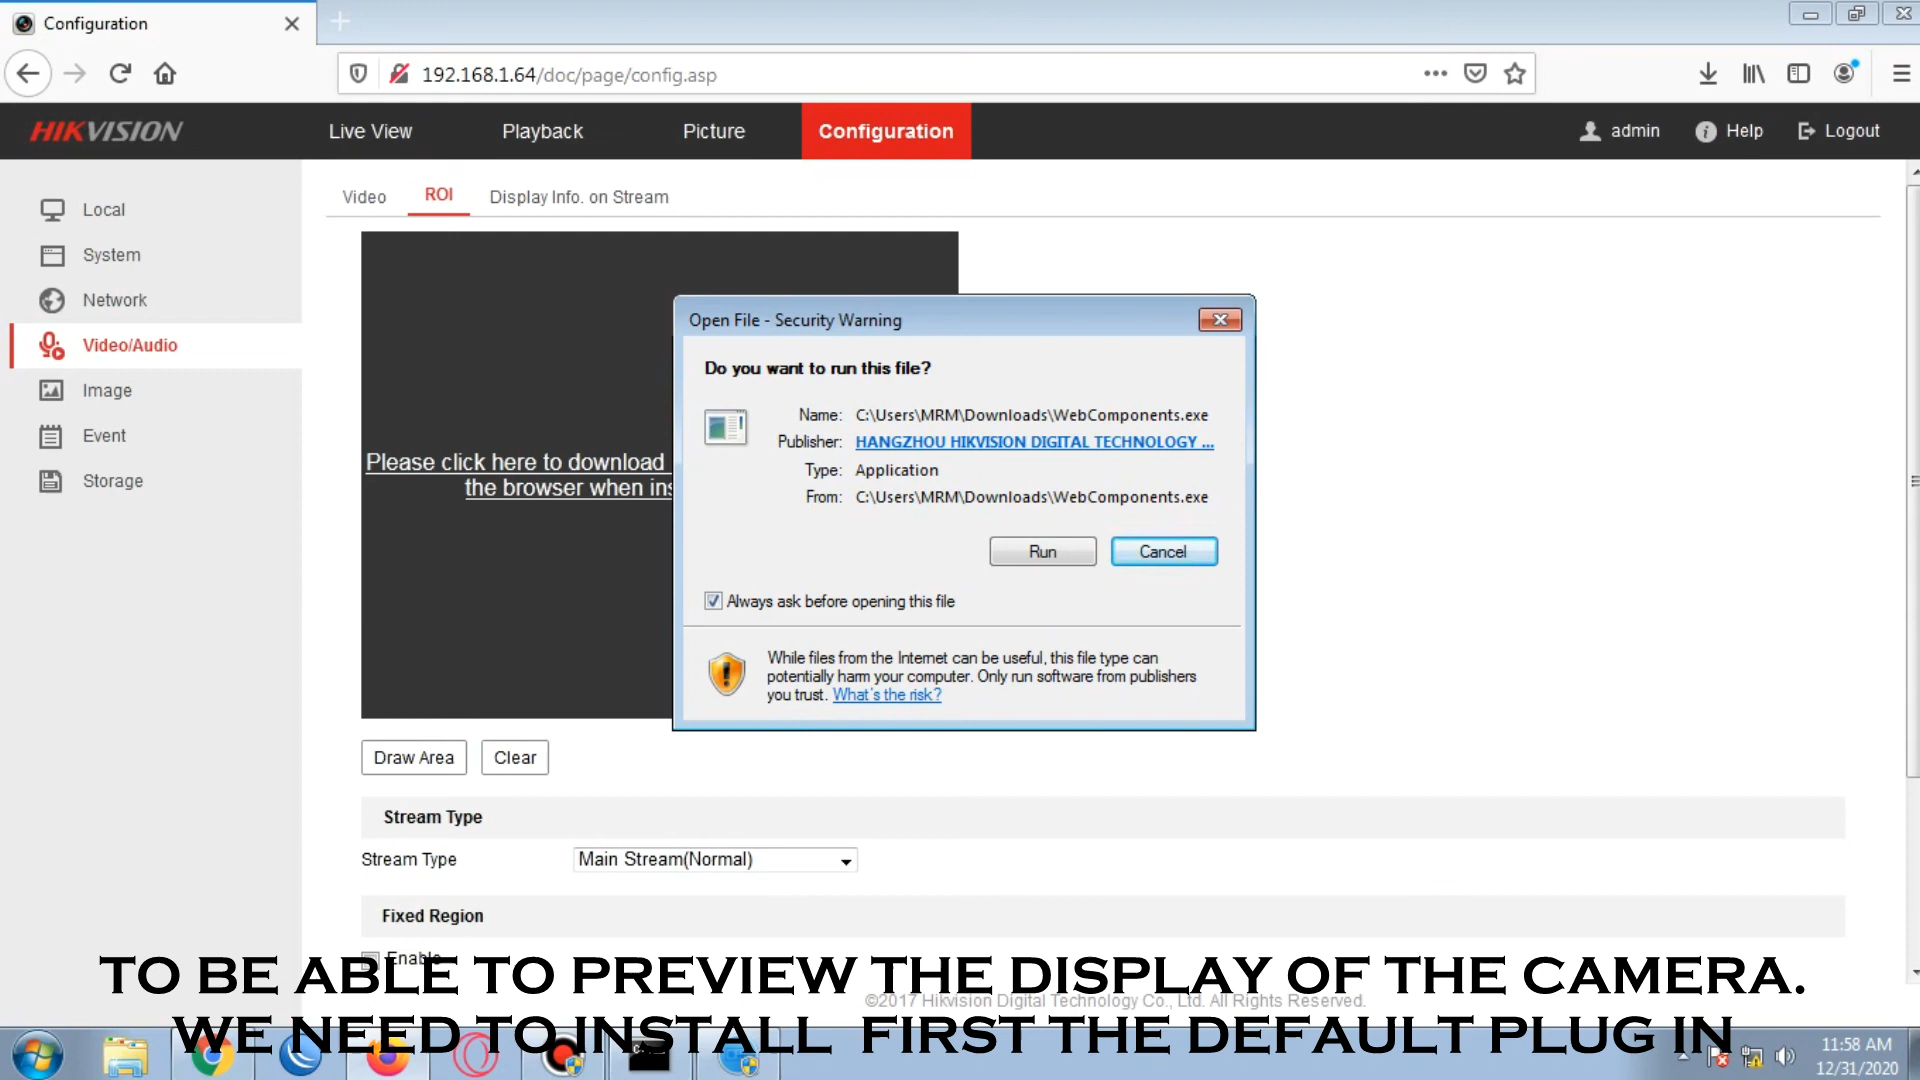 Configuration
192.168.1.64/doc/page/config.asp
HIKVISION
Live View
Playback
Picture
Configuration
admin
Help
Logout
Local
System
Network
Video/Audio
Image
Event
Storage
Video
ROI
Display Info. on Stream
Please click here to download
the browser when ins
Open File - Security Warning
Do you want to run this file?
Name: C:\Users\MRM\Downloads\WebComponents.exe
Publisher: HANGZHOU HIKVISION DIGITAL TECHNOLOGY ...
Type: Application
From: C:\Users\MRM\Downloads\WebComponents.exe
Run
Cancel
Always ask before opening this file
While files from the Internet can be useful, this file type can
potentially harm your computer. Only run software from publishers
you trust. What's the risk?
Draw Area
Clear
Stream Type
Stream Type
Main Stream(Normal)
Fixed Region
Enable
TO BE ABLE TO PREVIEW THE DISPLAY OF THE CAMERA.
©2017 Hikvision Digital Technology Co., Ltd. All Rights Reserved.
WE NEED TO INSTALL FIRST THE DEFAULT PLUG IN
11:58 AM
12/31/2020